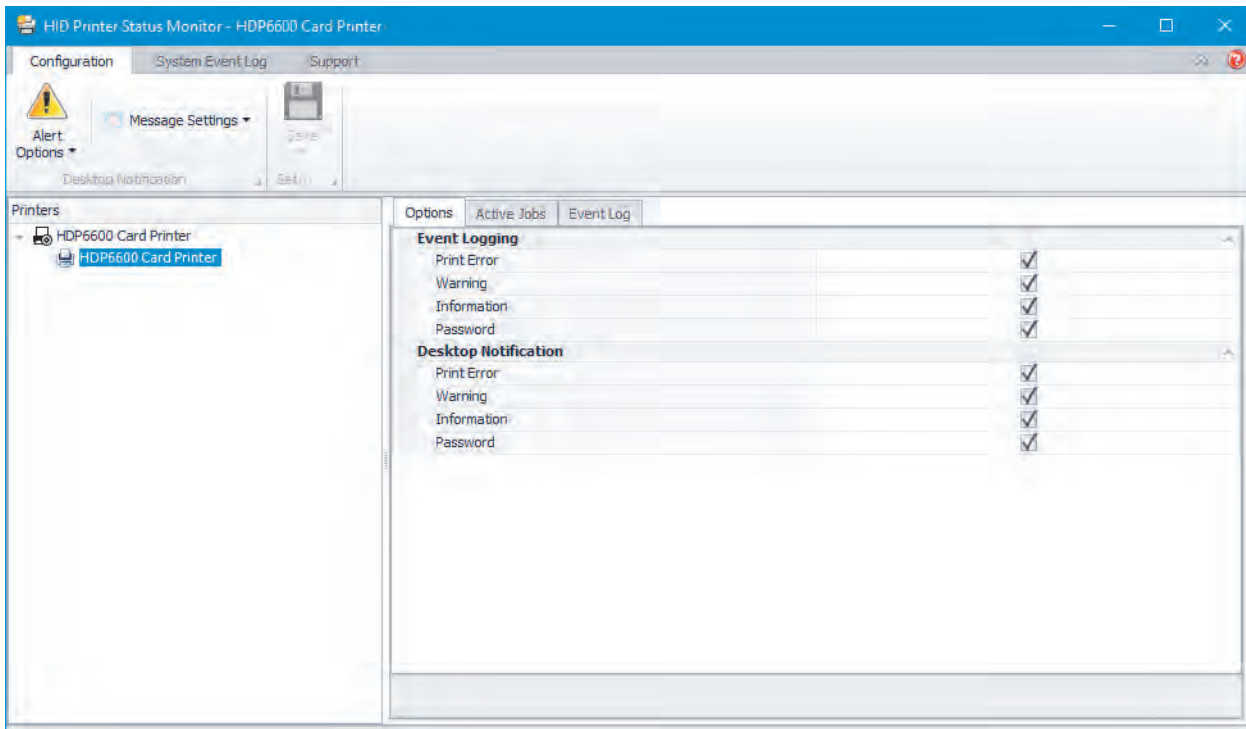 HID Printer Status Monitor - HDP6600 Card Printer
Configuration System Event Log Support
Alert Options
Message Settings
Save
Desktop Notification
Printers
HDP6600 Card Printer
HDP6600 Card Printer
Options Active Jobs Event Log
Event Logging
Print Error
Warning
Information
Password
Desktop Notification
Print Error
Warning
Information
Password